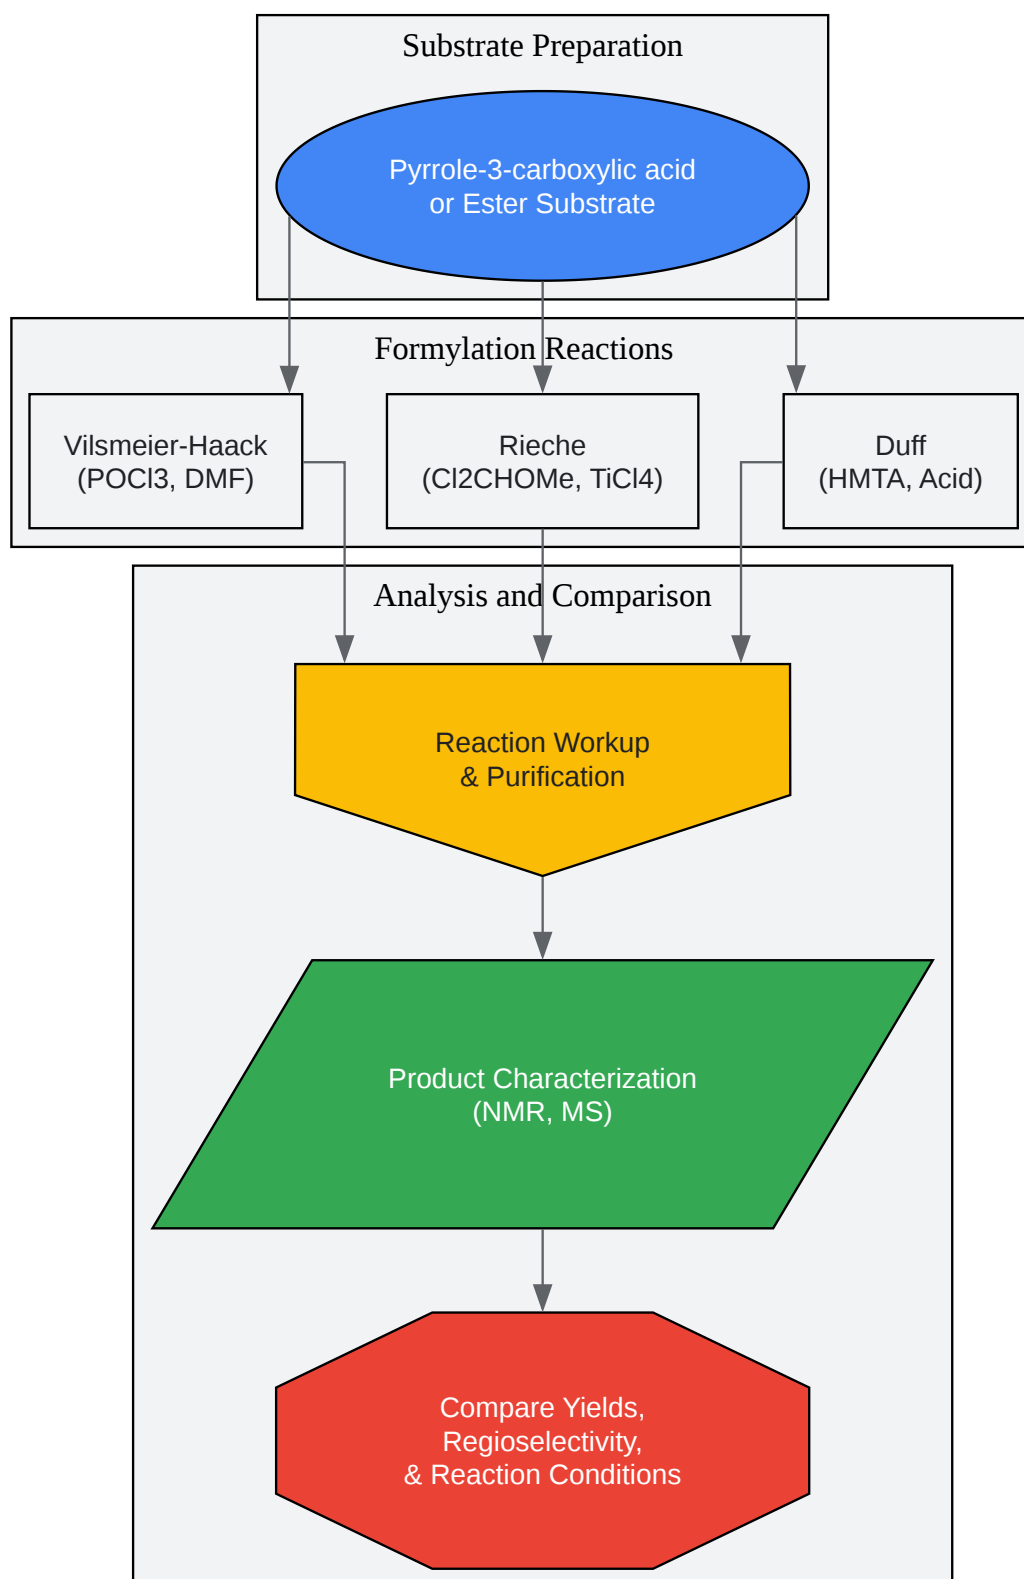 Substrate Preparation
Pyrrole-3-carboxylic acid
or Ester Substrate
Formylation Reactions
Vilsmeier-Haack
(POCl3, DMF)
Rieche
(Cl2CHOMe, TiCl4)
Duff
(HMTA, Acid)
Analysis and Comparison
Reaction Workup
& Purification
Product Characterization
(NMR, MS)
Compare Yields,
Regioselectivity,
& Reaction Conditions